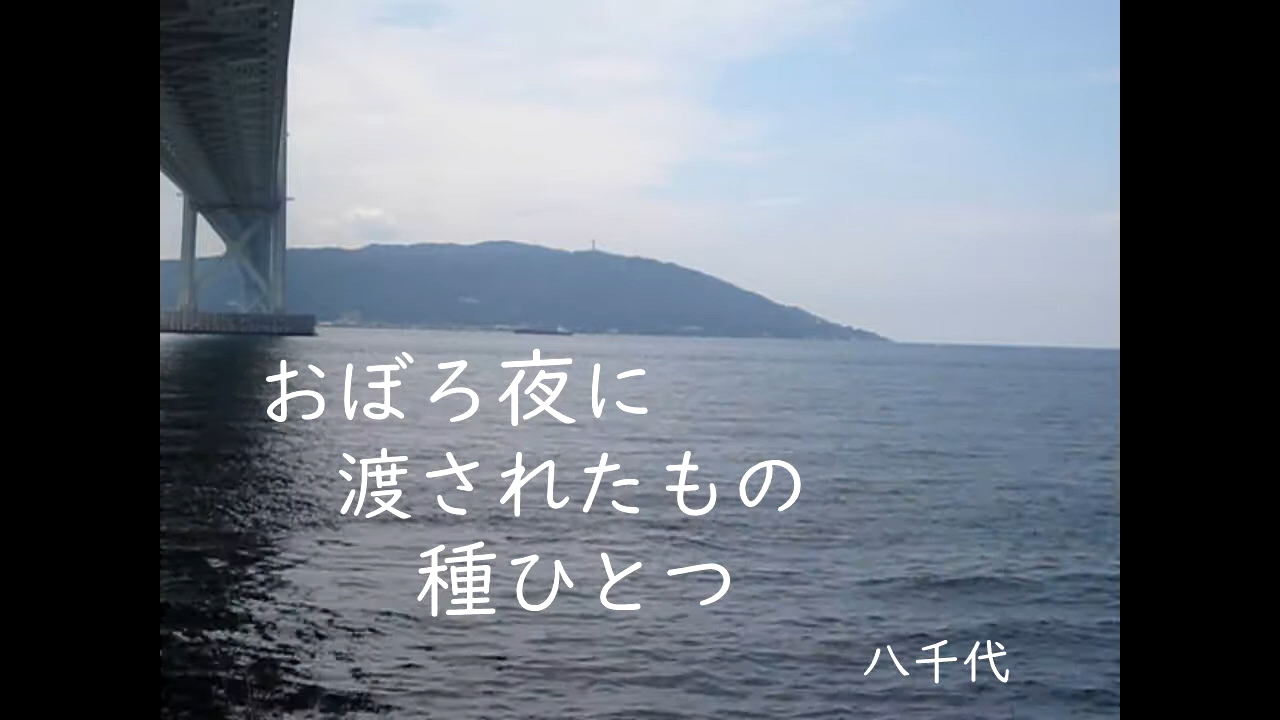 おぼろ夜に
渡されたもの
種ひとつ
八千代